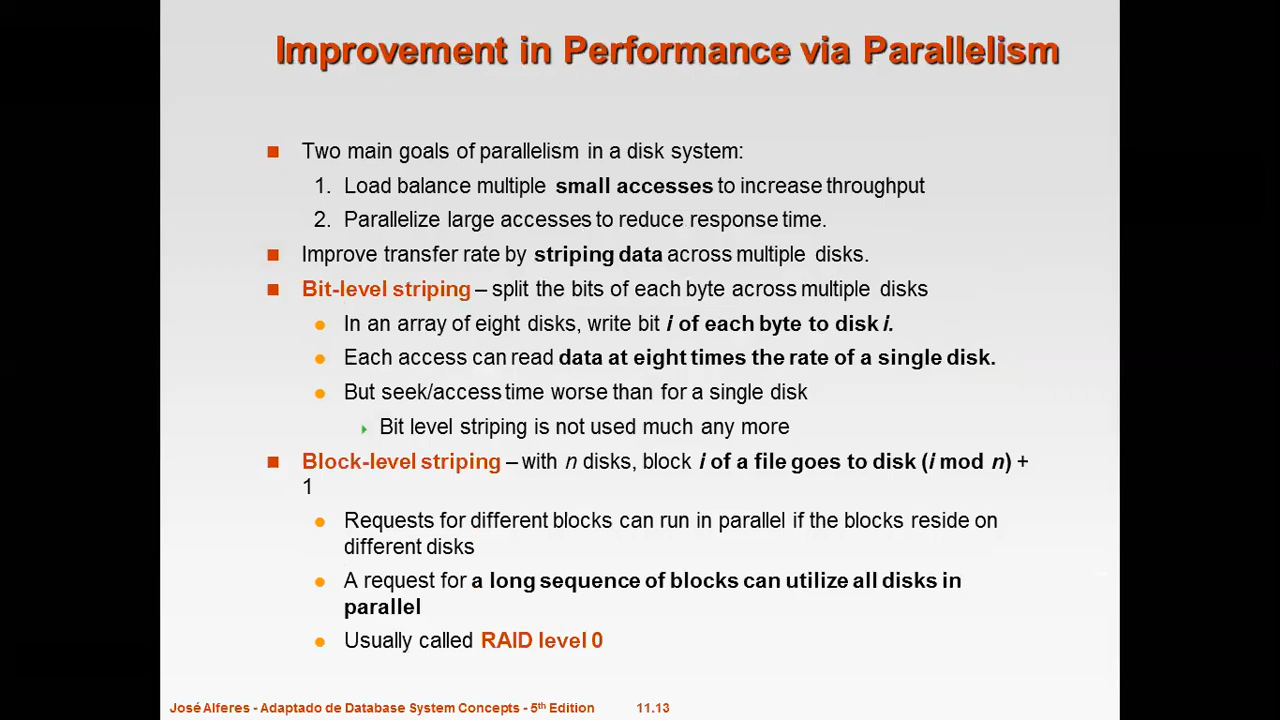 Improvement in Performance via Parallelism
Two main goals of parallelism in a disk system:
1. Load balance multiple small accesses to increase throughput
2. Parallelize large accesses to reduce response time.
Improve transfer rate by striping data across multiple disks.
Bit-level striping – split the bits of each byte across multiple disks
In an array of eight disks, write bit i of each byte to disk i.
Each access can read data at eight times the rate of a single disk.
But seek/access time worse than for a single disk
Bit level striping is not used much any more
Block-level striping – with n disks, block i of a file goes to disk (i mod n) +
1
Requests for different blocks can run in parallel if the blocks reside on
different disks
A request for a long sequence of blocks can utilize all disks in
parallel
Usually called RAID level 0
José Alferes - Adaptado de Database System Concepts - 5th Edition 11.13